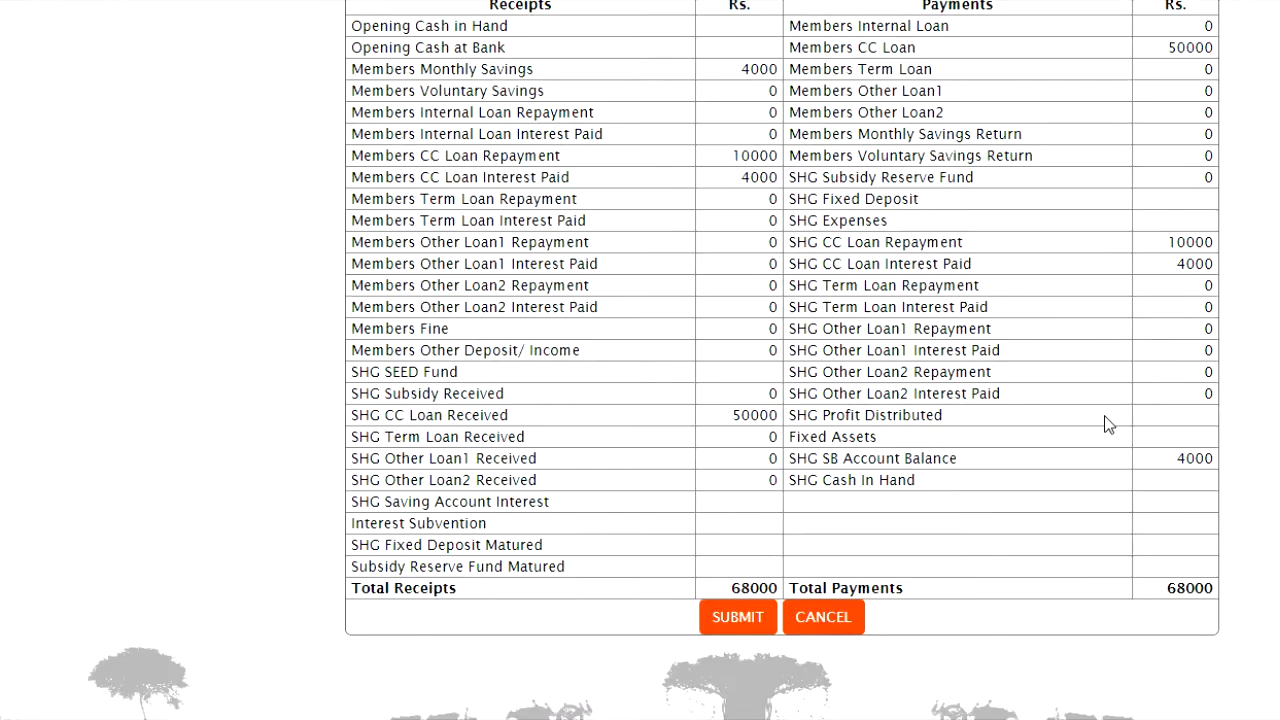 Receipts Rs. Payments Rs.
Opening Cash in Hand Members Internal Loan 0
Opening Cash at Bank Members CC Loan 50000
Members Monthly Savings 4000 Members Term Loan 0
Members Voluntary Savings 0 Members Other Loan1 0
Members Internal Loan Repayment 0 Members Other Loan2 0
Members Internal Loan Interest Paid 0 Members Monthly Savings Return 0
Members CC Loan Repayment 10000 Members Voluntary Savings Return 0
Members CC Loan Interest Paid 4000 SHG Subsidy Reserve Fund 0
Members Term Loan Repayment 0 SHG Fixed Deposit
Members Term Loan Interest Paid 0 SHG Expenses
Members Other Loan1 Repayment 0 SHG CC Loan Repayment 10000
Members Other Loan1 Interest Paid 0 SHG CC Loan Interest Paid 4000
Members Other Loan2 Repayment 0 SHG Term Loan Repayment 0
Members Other Loan2 Interest Paid 0 SHG Term Loan Interest Paid 0
Members Fine 0 SHG Other Loan1 Repayment 0
Members Other Deposit/ Income 0 SHG Other Loan1 Interest Paid 0
SHG SEED Fund SHG Other Loan2 Repayment 0
SHG Subsidy Received 0 SHG Other Loan2 Interest Paid 0
SHG CC Loan Received 50000 SHG Profit Distributed
SHG Term Loan Received 0 Fixed Assets
SHG Other Loan1 Received 0 SHG SB Account Balance 4000
SHG Other Loan2 Received 0 SHG Cash In Hand
SHG Saving Account Interest
Interest Subvention
SHG Fixed Deposit Matured
Subsidy Reserve Fund Matured
Total Receipts 68000 Total Payments 68000
SUBMIT CANCEL